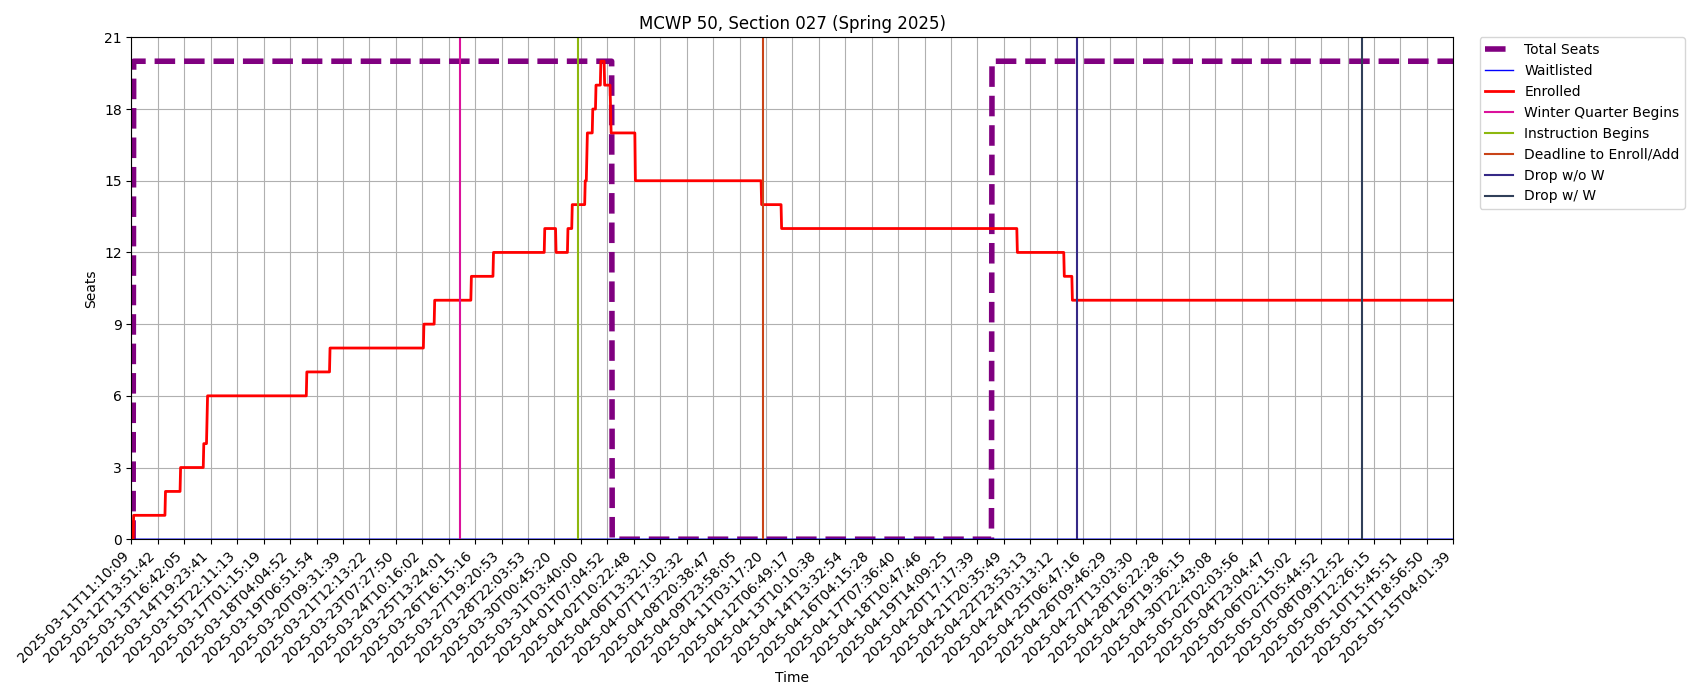 MCWP 50, Section 027 (Spring 2025)
Total Seats
Waitlisted
Enrolled
Winter Quarter Begins
Instruction Begins
Deadline to Enroll/Add
Drop w/o W
Drop w/ W
Seats
21
18
15
12
9
6
3
0
2025-03-11T11:10:09
2025-03-12T13:51:42
2025-03-13T16:42:05
2025-03-14T19:23:41
2025-03-15T22:11:13
2025-03-17T01:15:19
2025-03-18T04:04:52
2025-03-19T06:51:54
2025-03-20T09:31:39
2025-03-21T12:13:22
2025-03-23T07:27:50
2025-03-24T10:16:02
2025-03-25T13:24:01
2025-03-26T16:15:16
2025-03-27T19:20:53
2025-03-28T22:03:53
2025-03-30T00:45:20
2025-03-31T03:40:00
2025-04-01T07:04:52
2025-04-02T10:22:48
2025-04-06T13:32:10
2025-04-07T17:32:32
2025-04-08T20:38:47
2025-04-09T23:58:05
2025-04-11T03:17:20
2025-04-12T06:49:17
2025-04-13T10:10:38
2025-04-14T13:32:54
2025-04-16T04:15:28
2025-04-17T07:36:40
2025-04-18T10:47:46
2025-04-19T14:09:25
2025-04-20T17:17:39
2025-04-21T20:35:49
2025-04-22T23:53:13
2025-04-24T03:13:12
2025-04-25T06:47:16
2025-04-26T09:46:29
2025-04-27T13:03:30
2025-04-28T16:22:28
2025-04-29T19:36:15
2025-04-30T22:43:08
2025-05-02T02:03:56
2025-05-04T23:04:47
2025-05-06T02:15:02
2025-05-07T05:44:52
2025-05-08T09:12:52
2025-05-09T12:26:15
2025-05-10T15:45:51
2025-05-11T18:56:50
2025-05-15T04:01:39
Time